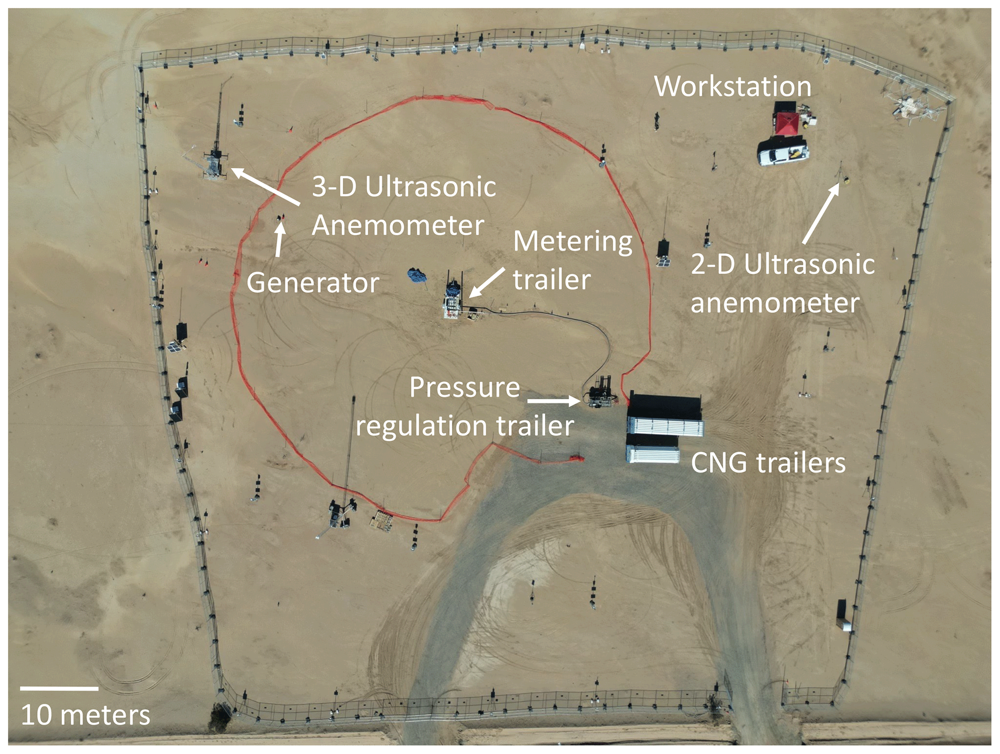 Workstation
3-D Ultrasonic
Anemometer
Metering
trailer
Generator
2-D Ultrasonic
anemometer
Pressure
regulation trailer
CNG trailers
10 meters